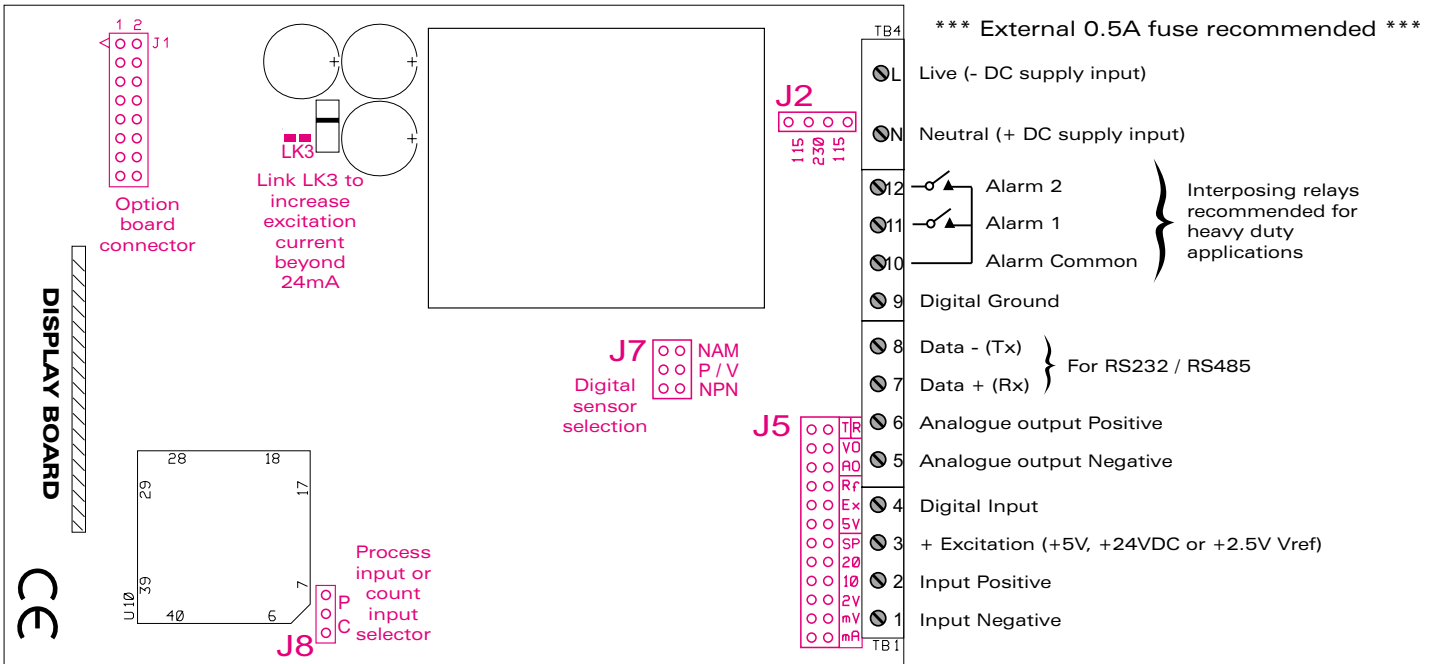 *** External 0.5A fuse recommended ***
1 2
J1
Option
board
connector
LK3
Link LK3 to
increase
excitation
current
beyond
24mA
J2
115
230
115
TB4
L Live (- DC supply input)
N Neutral (+ DC supply input)
12 Alarm 2
11 Alarm 1
10 Alarm Common
Interposing relays
recommended for
heavy duty
applications
9 Digital Ground
8 Data - (Tx)
7 Data + (Rx)
For RS232 / RS485
6 Analogue output Positive
5 Analogue output Negative
4 Digital Input
3 + Excitation (+5V, +24VDC or +2.5V Vref)
2 Input Positive
1 Input Negative
TB1
J7
NAM
P / V
NPN
Digital
sensor
selection
J5
TR
VO
AO
Rf
Ex
5V
SP
20
10
2V
mV
mA
DISPLAY BOARD
28 18
29
17
39
7
40 6
U10
P
C
J8
Process
input or
count
input
selector
CE